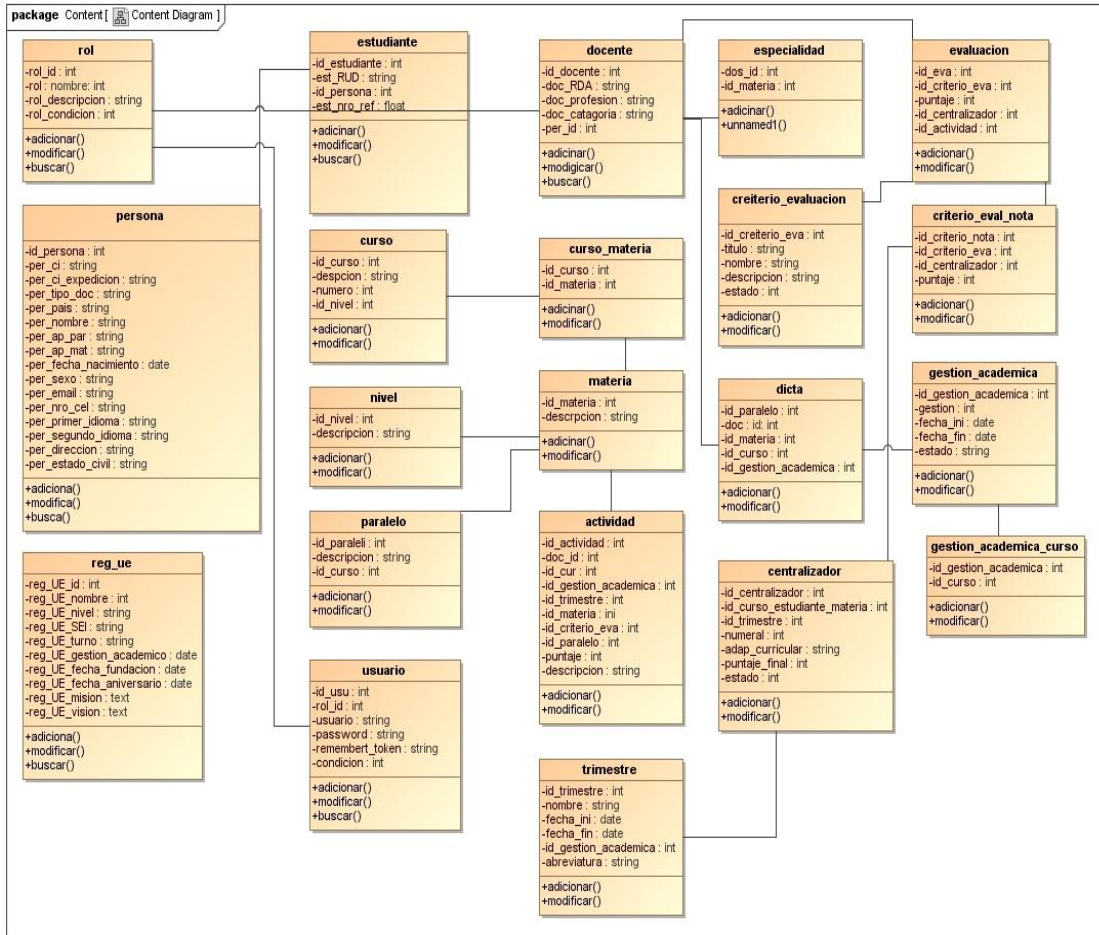 package Content [ Content Diagram ]
rol
-rol_id : int
-rol : nombre: int
-rol_descripcion : string
-rol_condicion : int
+adicionar()
+modificar()
+buscar()
estudiante
-id_estudiante : int
-est_RUD : string
-id_persona : int
-est_nro_ref : float
+adicinar()
+modificar()
+buscar()
docente
-id_docente : int
-doc_RDA : string
-doc_profesion : string
-doc_catagoria : string
-per_id : int
+adicinar()
+modigicar()
+buscar()
especialidad
-dos_id : int
-id_materia : int
+adicinar()
+unnamed1()
evaluacion
-id_eva : int
-id_criterio_eva : int
-puntaje : int
-id_centralizador : int
-id_actividad : int
+adicionar()
+modificar()
persona
-id_persona : int
-per_ci : string
-per_ci_expedicion : string
-per_tipo_doc : string
-per_pais : string
-per_nombre : string
-per_ap_par : string
-per_ap_mat : string
-per_fecha_nacimiento : date
-per_sexo : string
-per_email : string
-per_nro_cel : string
-per_primer_idioma : string
-per_segundo_idioma : string
-per_direccion : string
-per_estado_civil : string
+adiciona()
+modifica()
+busca()
curso
-id_curso : int
-despcion : string
-numero : int
-id_nivel : int
+adicionar()
+modificar()
curso_materia
-id_curso : int
-id_materia : int
+adicinar()
+modificar()
creiterio_evaluacion
-id_creiterio_eva : int
-titulo : string
-nombre : string
-descripcion : string
-estado : int
+adicionar()
+modificar()
criterio_eval_nota
-id_criterio_nota : int
-id_criterio_eva : int
-id_centralizador : int
-puntaje : int
+adicionar()
+modificar()
nivel
-id_nivel : int
-descripcion : string
+adicionar()
+modificar()
materia
-id_materia : int
-descrpcion : string
+adicinar()
+modificar()
dicta
-id_paralelo : int
-doc : id: int
-id_materia : int
-id_curso : int
-id_gestion_academica : int
+adicionar()
+modificar()
gestion_academica
-id_gestion_academica : int
-gestion : int
-fecha_ini : date
-fecha_fin : date
-estado : string
+adicionar()
+modificar()
paralelo
-id_paraleli : int
-descripcion : string
-id_curso : int
+adicionar()
+modificar()
actividad
-id_actividad : int
-doc_id : int
-id_cur : int
-id_gestion_academica : int
-id_trimestre : int
-id_materia : ini
-id_criterio_eva : int
-id_paralelo : int
-puntaje : int
-descripcion : string
+adicionar()
+modificar()
gestion_academica_curso
-id_gestion_academica : int
-id_curso : int
+adicionar()
+modificar()
reg_ue
-reg_UE_id : int
-reg_UE_nombre : int
-reg_UE_nivel : string
-reg_UE_SEI : string
-reg_UE_turno : string
-reg_UE_gestion_academico : date
-reg_UE_fecha_fundacion : date
-reg_UE_fecha_aniversario : date
-reg_UE_mision : text
-reg_UE_vision : text
+adiciona()
+modificar()
+buscar()
centralizador
-id_centralizador : int
-id_curso_estudiante_materia : int
-id_trimestre : int
-numeral : int
-adap_curricular : string
-puntaje_final : int
-estado : int
+adicionar()
+modificar()
usuario
-id_usu : int
-rol_id : int
-usuario : string
-password : string
-remembert_token : string
-condicion : int
+adicionar()
+modificar()
+buscar()
trimestre
-id_trimestre : int
-nombre : string
-fecha_ini : date
-fecha_fin : date
-id_gestion_academica : int
-abreviatura : string
+adicionar()
+modificar()